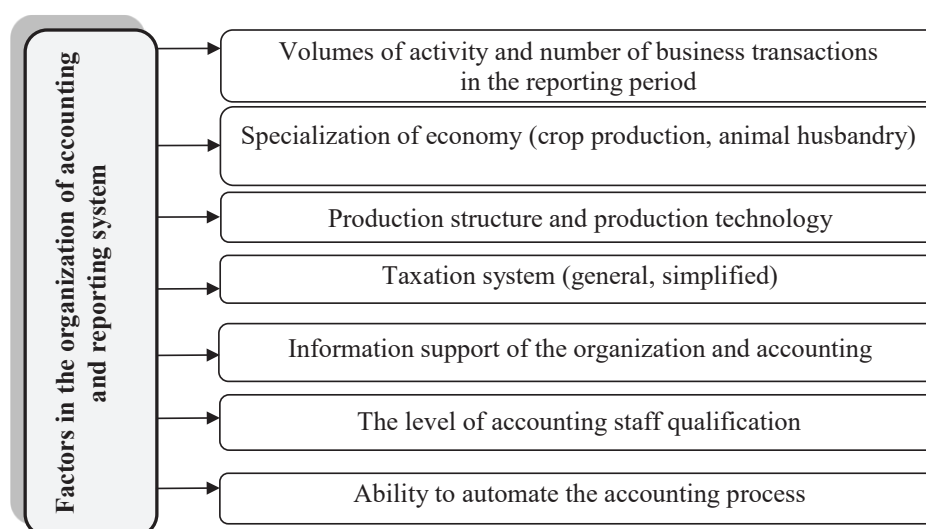 Factors in the organization of accounting
and reporting system
Volumes of activity and number of business transactions
in the reporting period
Specialization of economy (crop production, animal husbandry)
Production structure and production technology
Taxation system (general, simplified)
Information support of the organization and accounting
The level of accounting staff qualification
Ability to automate the accounting process